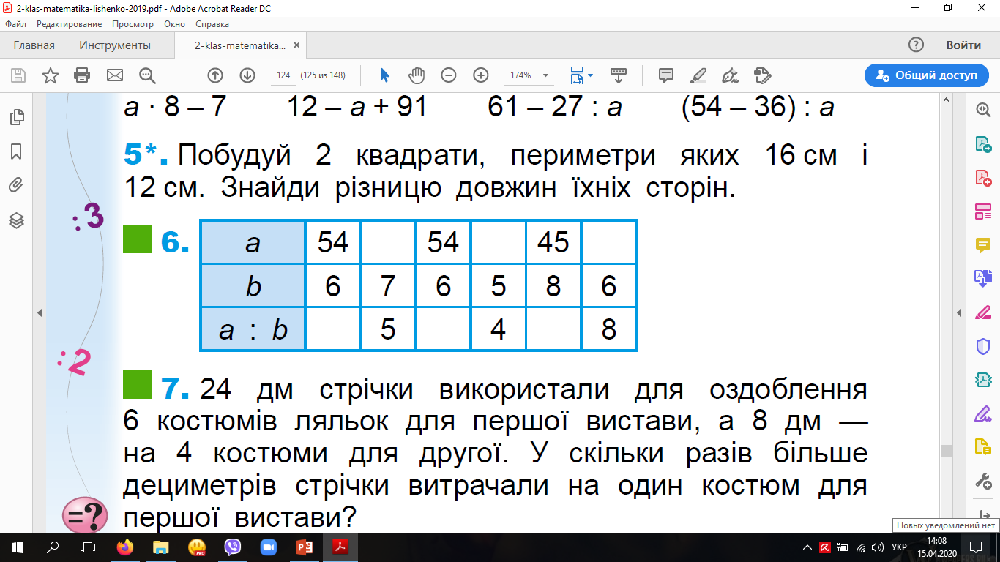 2-klas-matematika-lishenko-2019.pdf - Adobe Acrobat Reader DC
Файл Редактирование Просмотр Окно Справка
Главная Инструменты 2-klas-matematika... × Войти
124 (125 из 148) 174% Общий доступ
a · 8 – 7 12 – a + 91 61 – 27 : a (54 – 36) : a
5*. Побудуй 2 квадрати, периметри яких 16 см і
12 см. Знайди різницю довжин їхніх сторін.
: 3
6.
a 54 54 45
b 6 7 6 5 8 6
a : b 5 4 8
: 2
7. 24 дм стрічки використали для оздоблення
6 костюмів ляльок для першої вистави, а 8 дм —
на 4 костюми для другої. У скільки разів більше
дециметрів стрічки витрачали на один костюм для
першої вистави?
=?
Новых уведомлений нет
PRO
УКР
14:08
15.04.2020